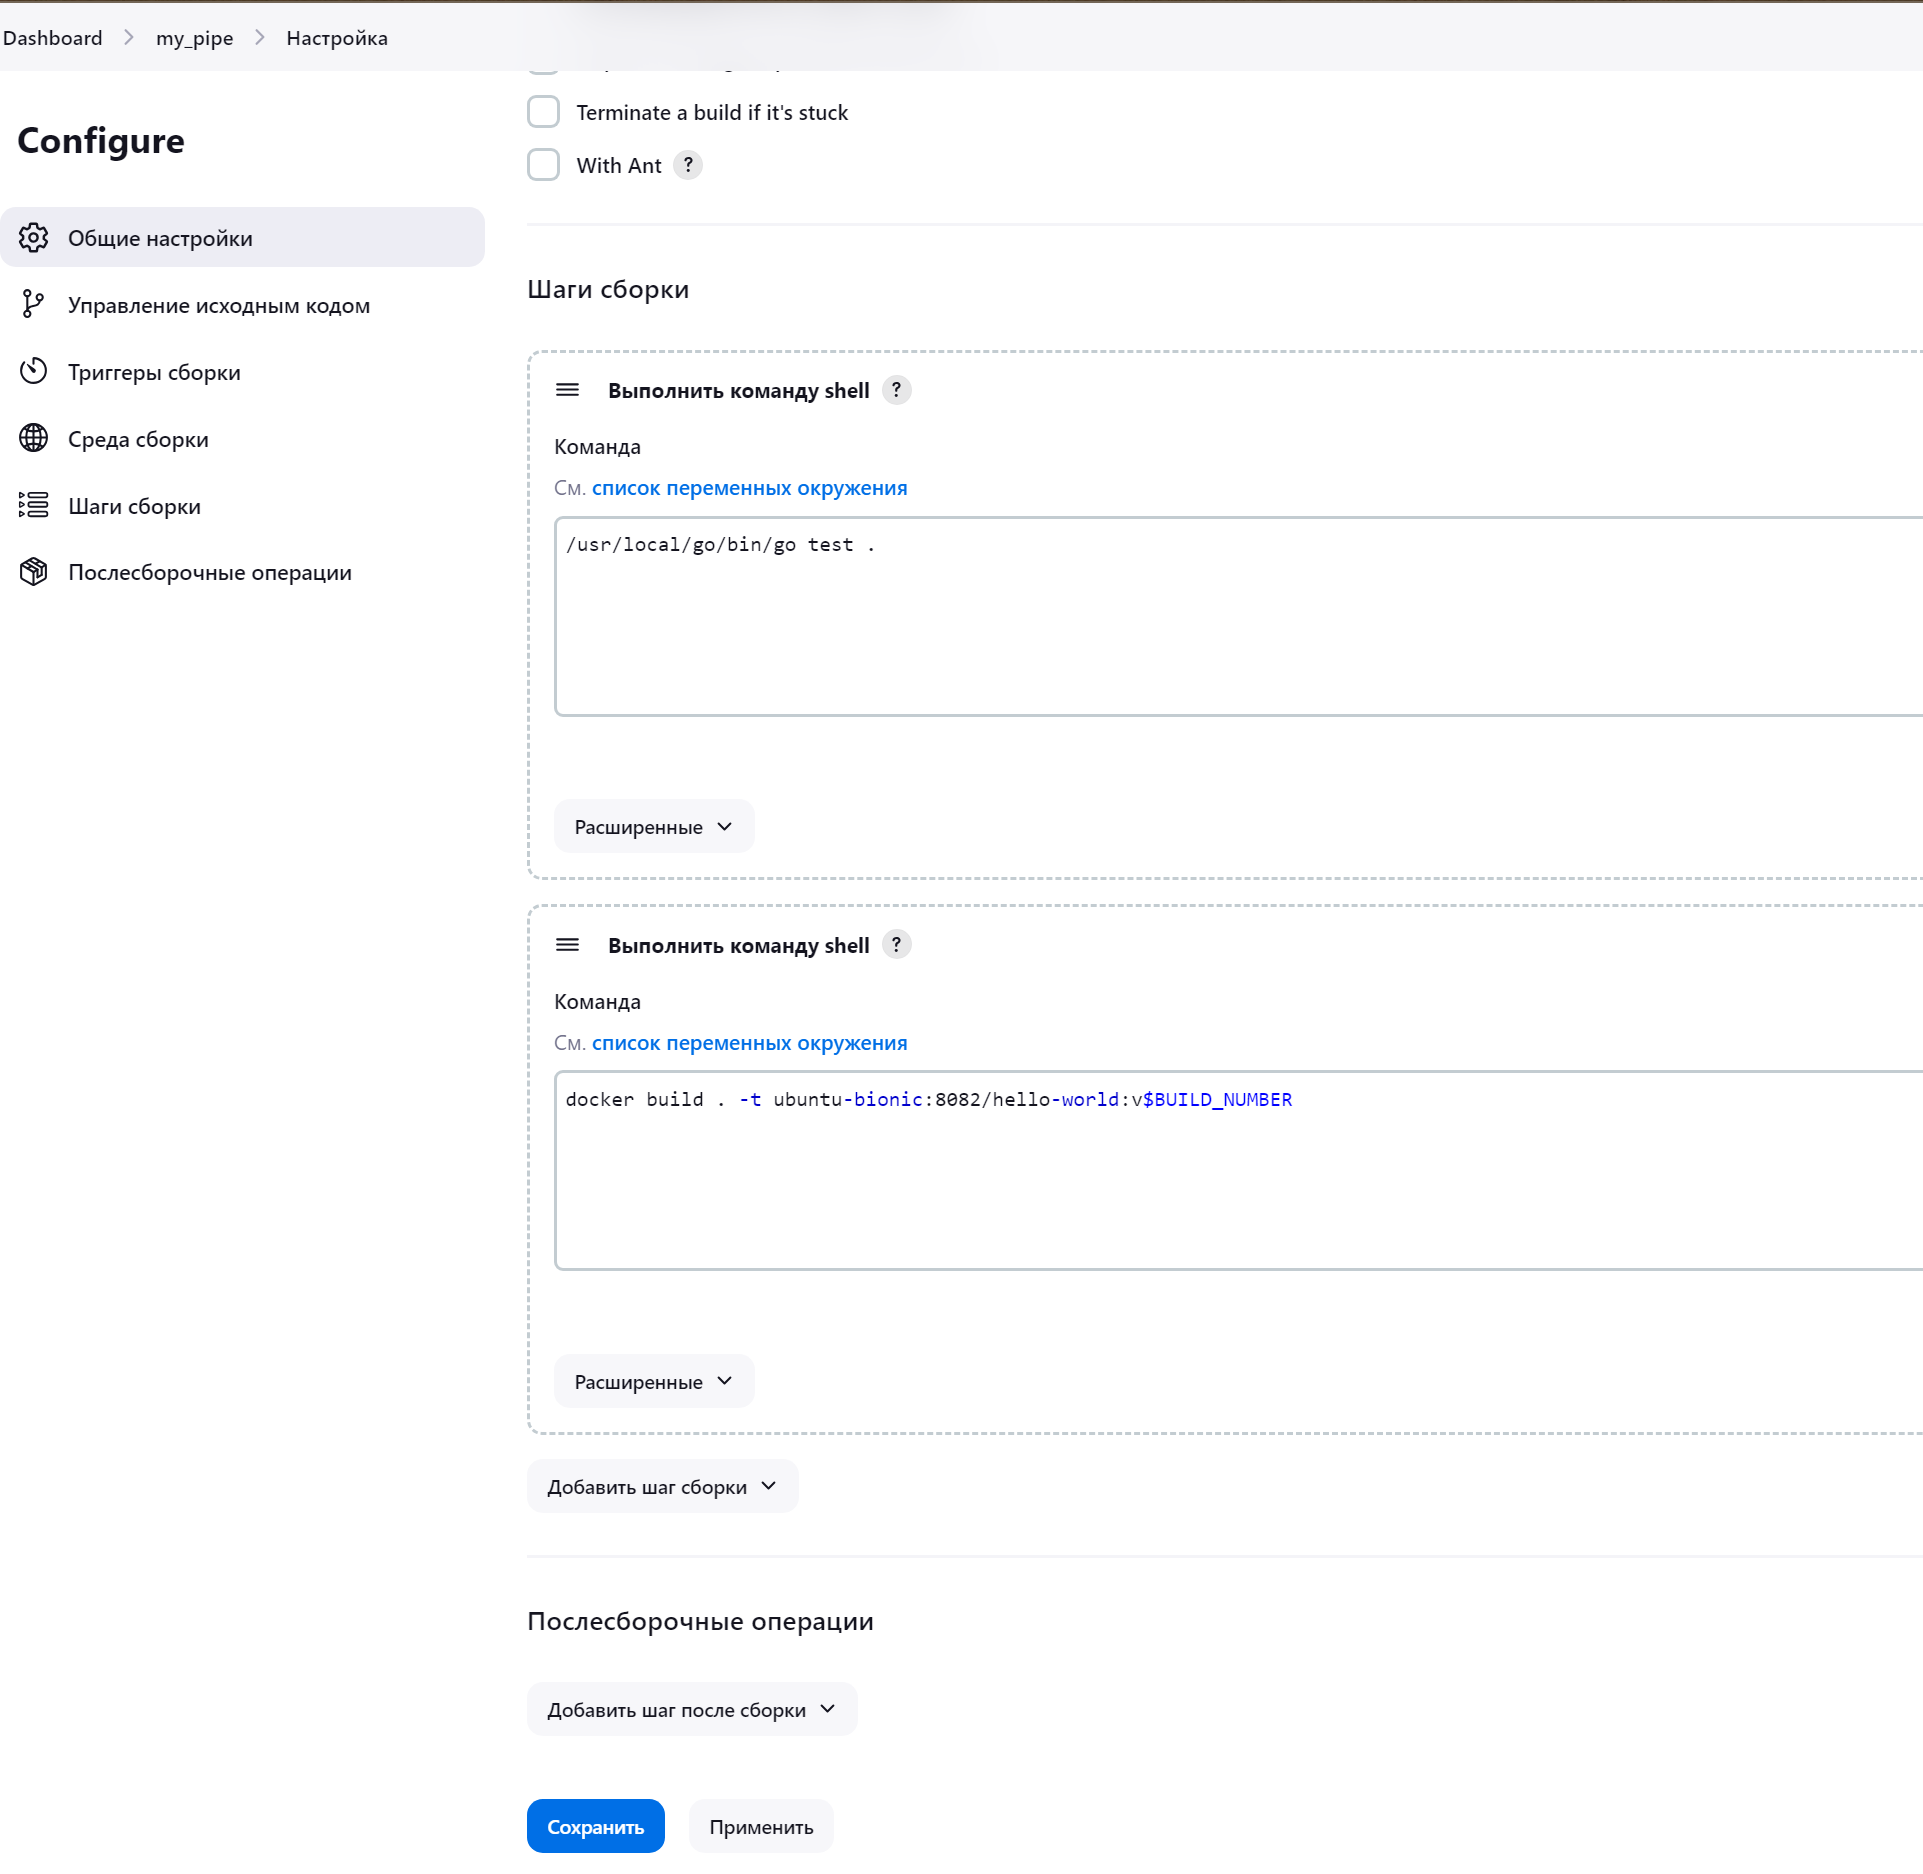 Dashboard > my_pipe > Настройка
Configure
Общие настройки
Управление исходным кодом
Триггеры сборки
Среда сборки
Шаги сборки
Послесборочные операции
Terminate a build if it's stuck
With Ant ?
Шаги сборки
Выполнить команду shell ?
Команда
См. список переменных окружения
/usr/local/go/bin/go test .
Расширенные
Выполнить команду shell ?
Команда
См. список переменных окружения
docker build . -t ubuntu-bionic:8082/hello-world:v$BUILD_NUMBER
Расширенные
Добавить шаг сборки
Послесборочные операции
Добавить шаг после сборки
Сохранить
Применить